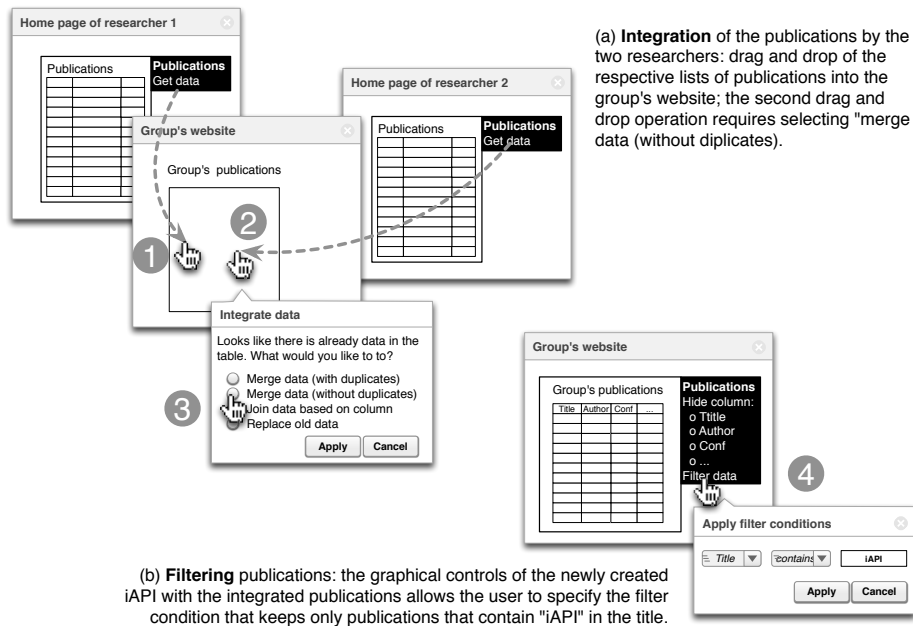 Home page of researcher 1
Publications
Publications
Get data
Home page of researcher 2
Publications
Publications
Get data
(a) Integration of the publications by the
two researchers: drag and drop of the
respective lists of publications into the
group's website; the second drag and
drop operation requires selecting "merge
data (without diplicates).
Group's website
Group's publications
1
2
Integrate data
Looks like there is already data in the
table. What would you like to to?
Merge data (with duplicates)
Merge data (without duplicates)
Join data based on column
Replace old data
Apply Cancel
3
Group's website
Group's publications
Title Author Conf ...
Publications
Hide column:
o Ttitle
o Author
o Conf
o ...
Filter data
4
Apply filter conditions
Title contains iAPI
Apply Cancel
(b) Filtering publications: the graphical controls of the newly created
iAPI with the integrated publications allows the user to specify the filter
condition that keeps only publications that contain "iAPI" in the title.